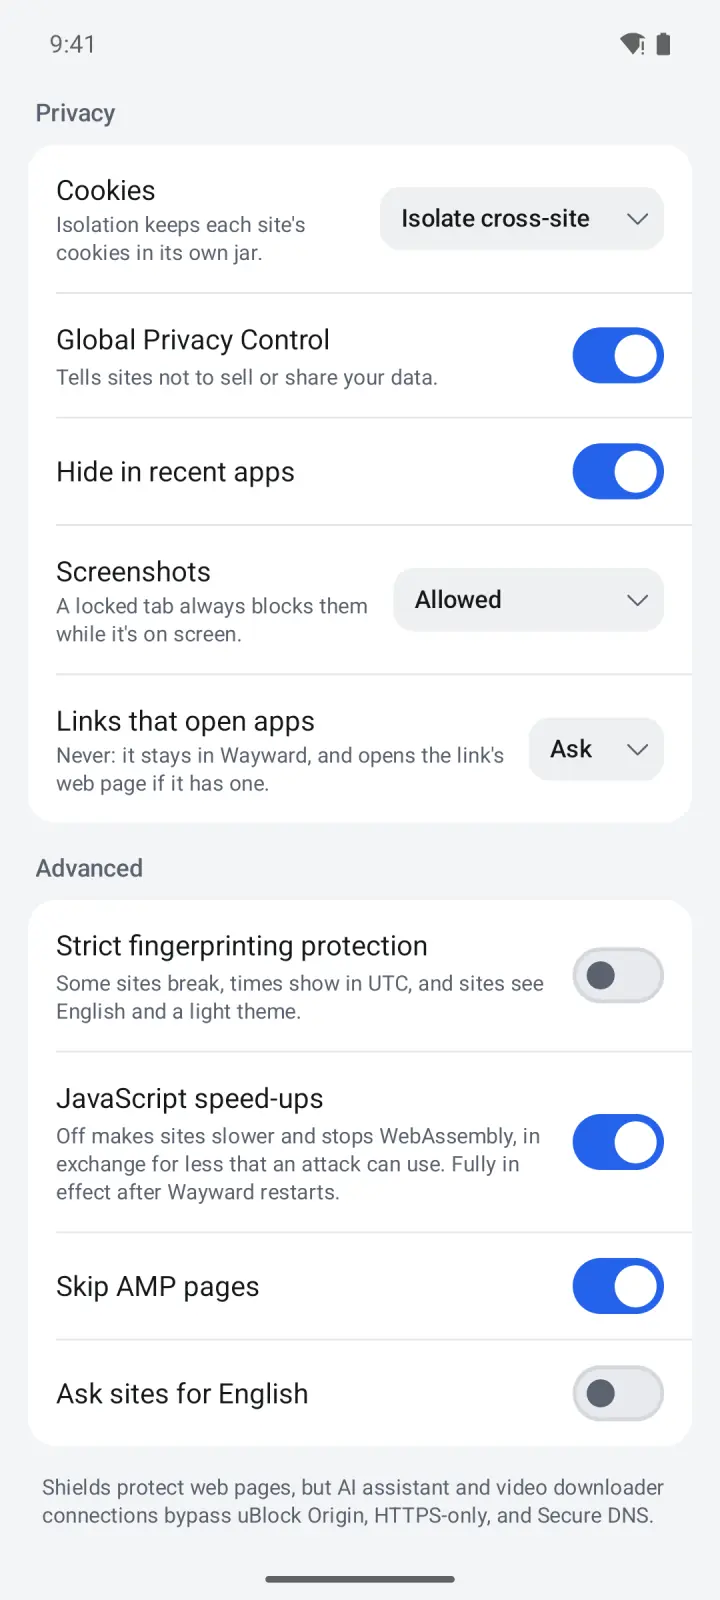 9:41
Privacy
Cookies
Isolation keeps each site's
cookies in its own jar.
Isolate cross-site
Global Privacy Control
Tells sites not to sell or share your data.
Hide in recent apps
Screenshots
A locked tab always blocks them
while it's on screen.
Allowed
Links that open apps
Never: it stays in Wayward, and opens the link's
web page if it has one.
Ask
Advanced
Strict fingerprinting protection
Some sites break, times show in UTC, and sites see
English and a light theme.
JavaScript speed-ups
Off makes sites slower and stops WebAssembly, in
exchange for less that an attack can use. Fully in
effect after Wayward restarts.
Skip AMP pages
Ask sites for English
Shields protect web pages, but AI assistant and video downloader
connections bypass uBlock Origin, HTTPS-only, and Secure DNS.